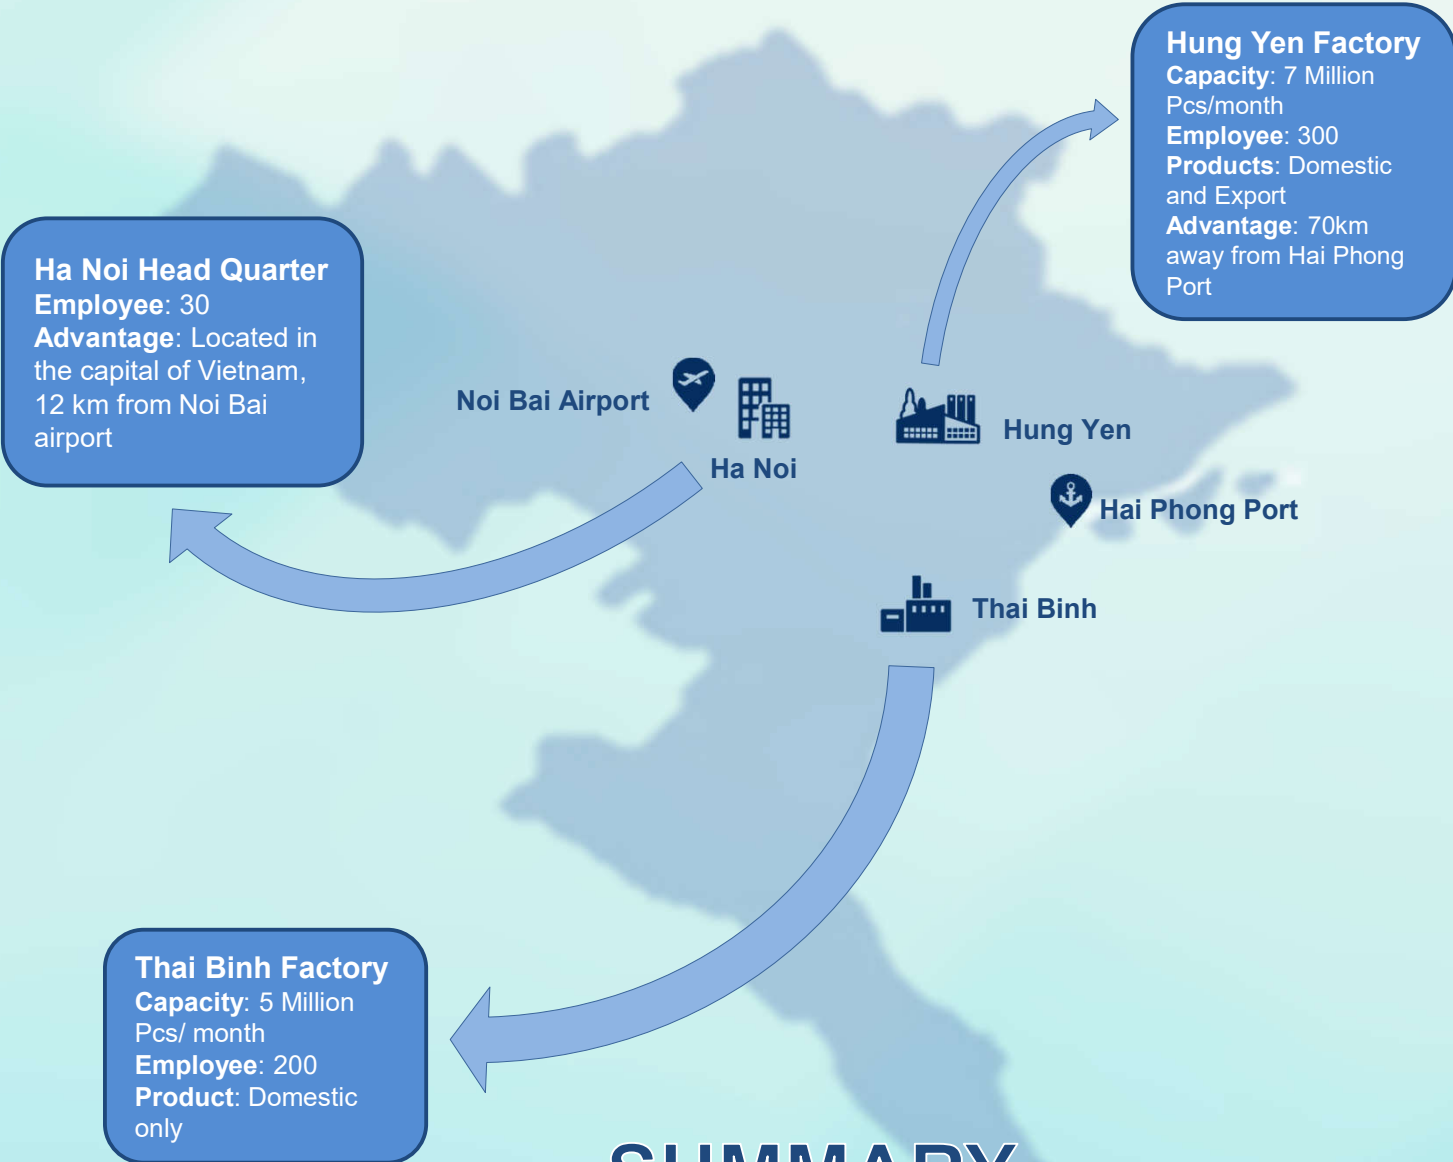 Hung Yen Factory
Capacity: 7 Million
Pcs/month
Employee: 300
Products: Domestic
and Export
Advantage: 70km
away from Hai Phong
Port
Ha Noi Head Quarter
Employee: 30
Advantage: Located in
the capital of Vietnam,
12 km from Noi Bai
airport
Noi Bai Airport
Ha Noi
Hung Yen
Hai Phong Port
Thai Binh
Thai Binh Factory
Capacity: 5 Million
Pcs/ month
Employee: 200
Product: Domestic
only
SUMMARY